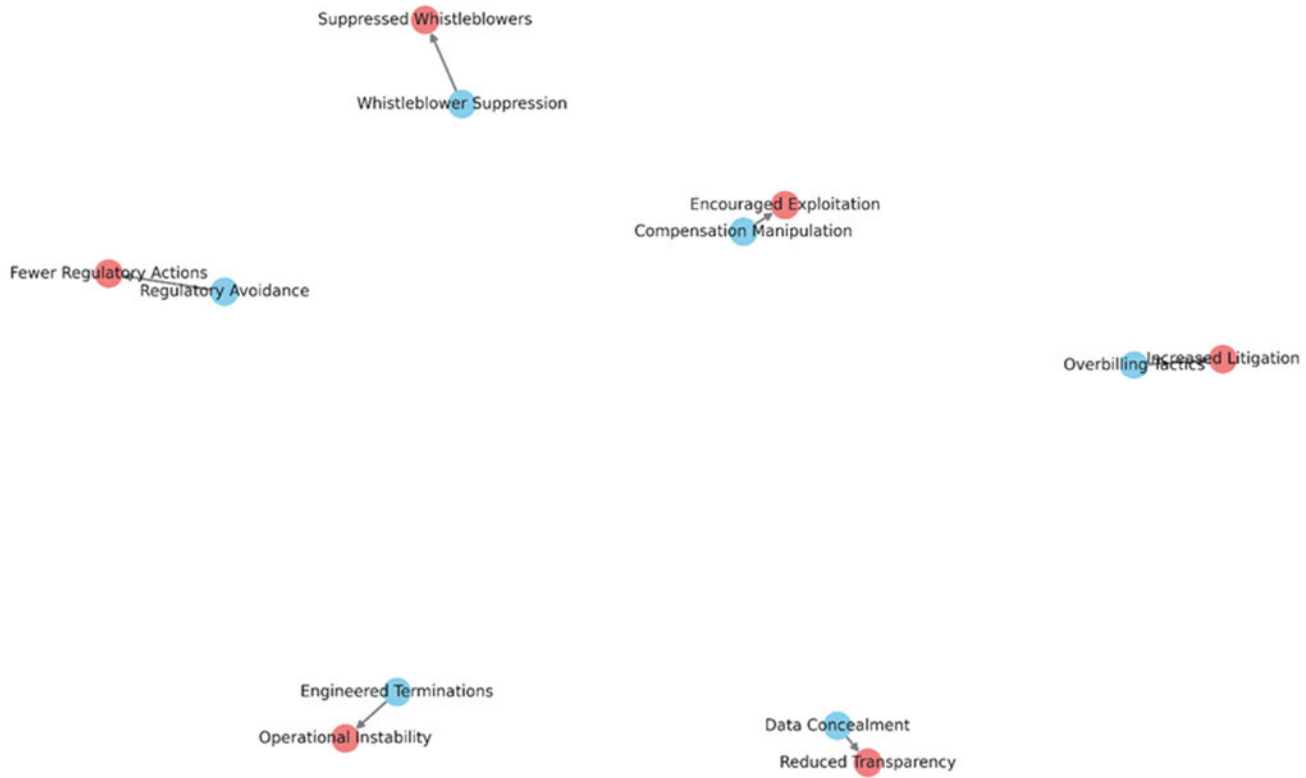 Suppressed Whistleblowers
Whistleblower Suppression
Encouraged Exploitation
Compensation Manipulation
Fewer Regulatory Actions
Regulatory Avoidance
Increased Litigation
Overbilling Tactics
Engineered Terminations
Operational Instability
Data Concealment
Reduced Transparency